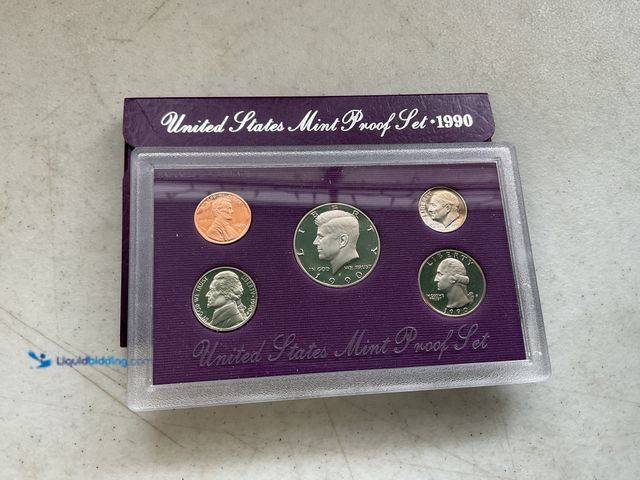 United States Mint Proof Set • 1990
LIBERTY
IN GOD WE TRUST
1990
LIBERTY
LIBERTY
1990
United States Mint Proof Set
Liquidbidding.com